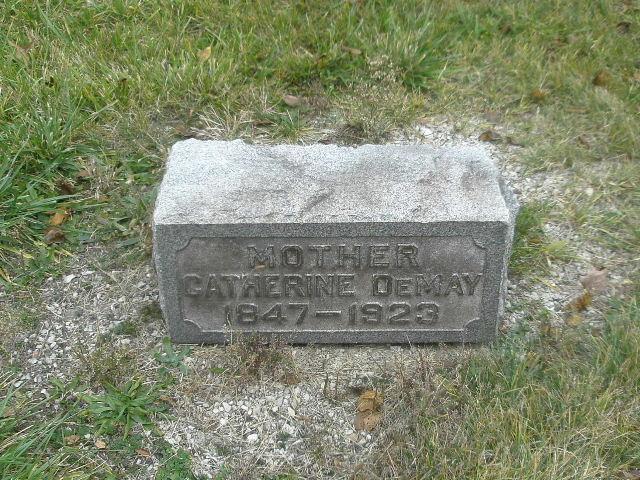 MOTHER
CATHERINE DEMAY
1847-1923